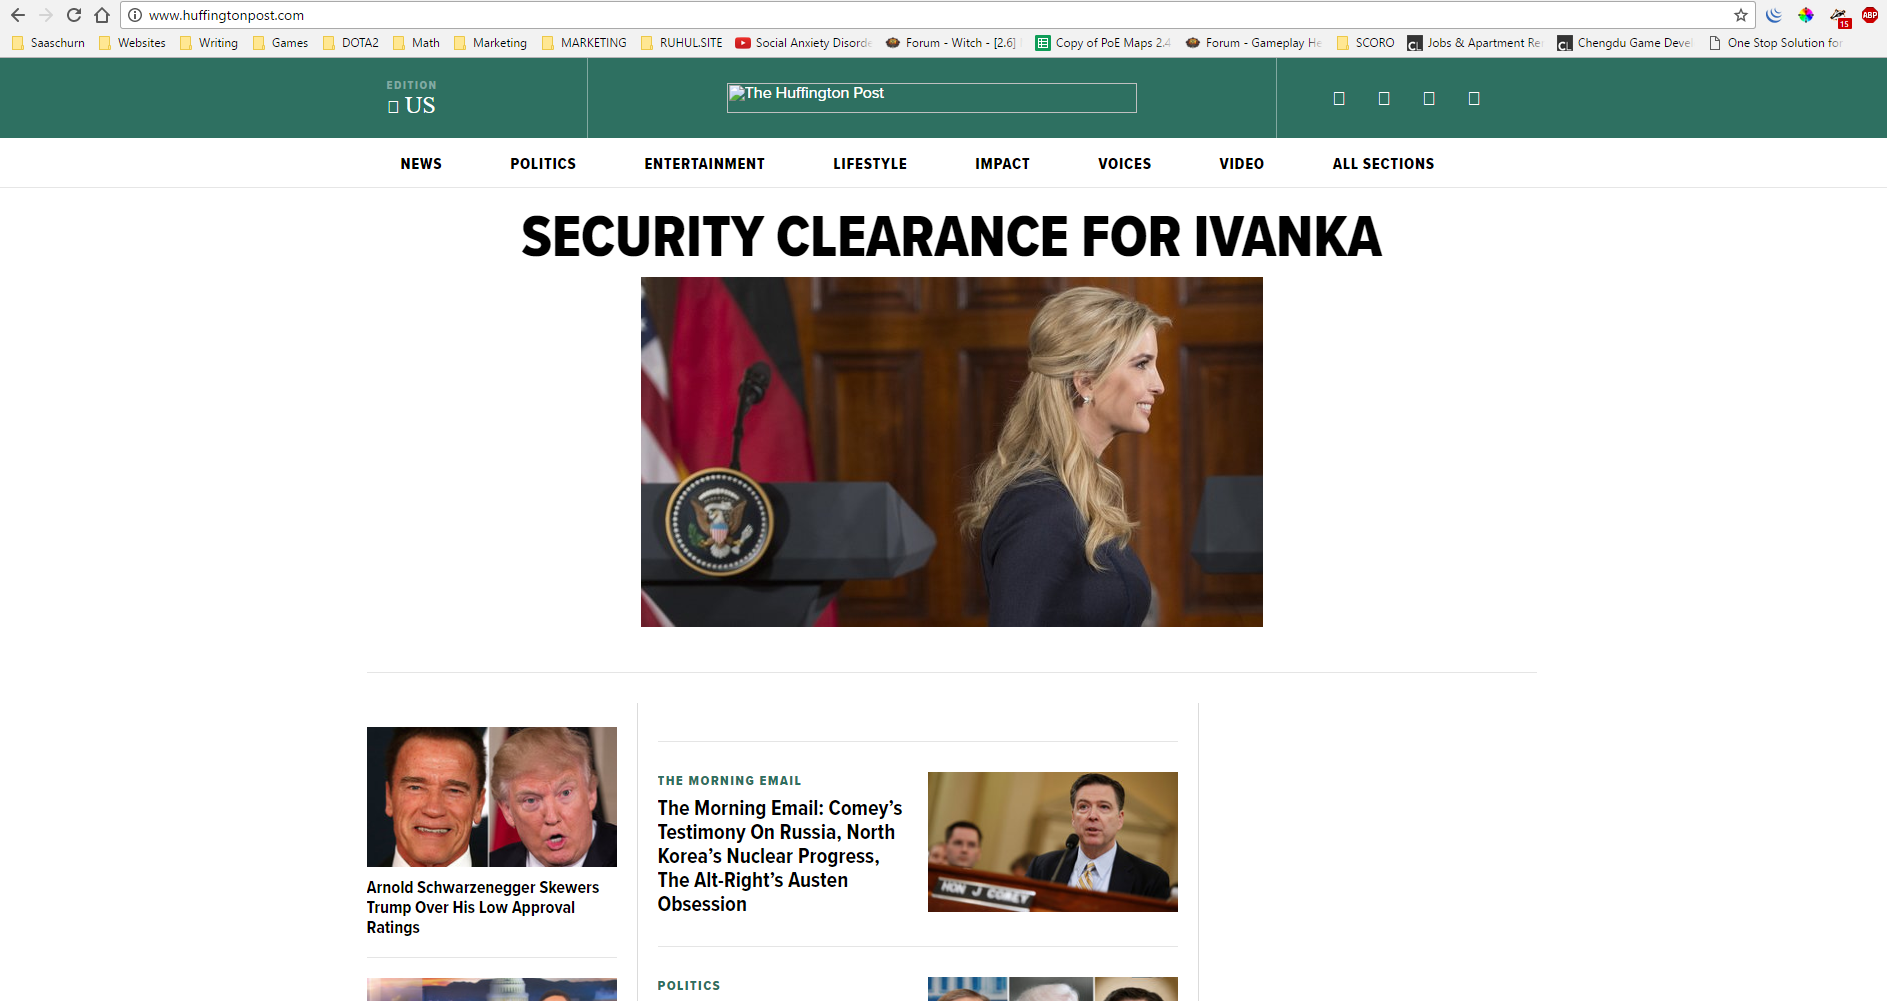 www.huffingtonpost.com
Saaschurn Websites Writing Games DOTA2 Math Marketing MARKETING RUHUL.SITE Social Anxiety Disorde Forum - Witch - [2.6] Copy of PoE Maps 2.4 Forum - Gameplay He SCORO Jobs & Apartment Re Chengdu Game Devel One Stop Solution for
15
ABP
EDITION
US
The Huffington Post
NEWS POLITICS ENTERTAINMENT LIFESTYLE IMPACT VOICES VIDEO ALL SECTIONS
SECURITY CLEARANCE FOR IVANKA
Arnold Schwarzenegger Skewers
Trump Over His Low Approval
Ratings
THE MORNING EMAIL
The Morning Email: Comey’s
Testimony On Russia, North
Korea’s Nuclear Progress,
The Alt-Right’s Austen
Obsession
HON J COMEY
POLITICS